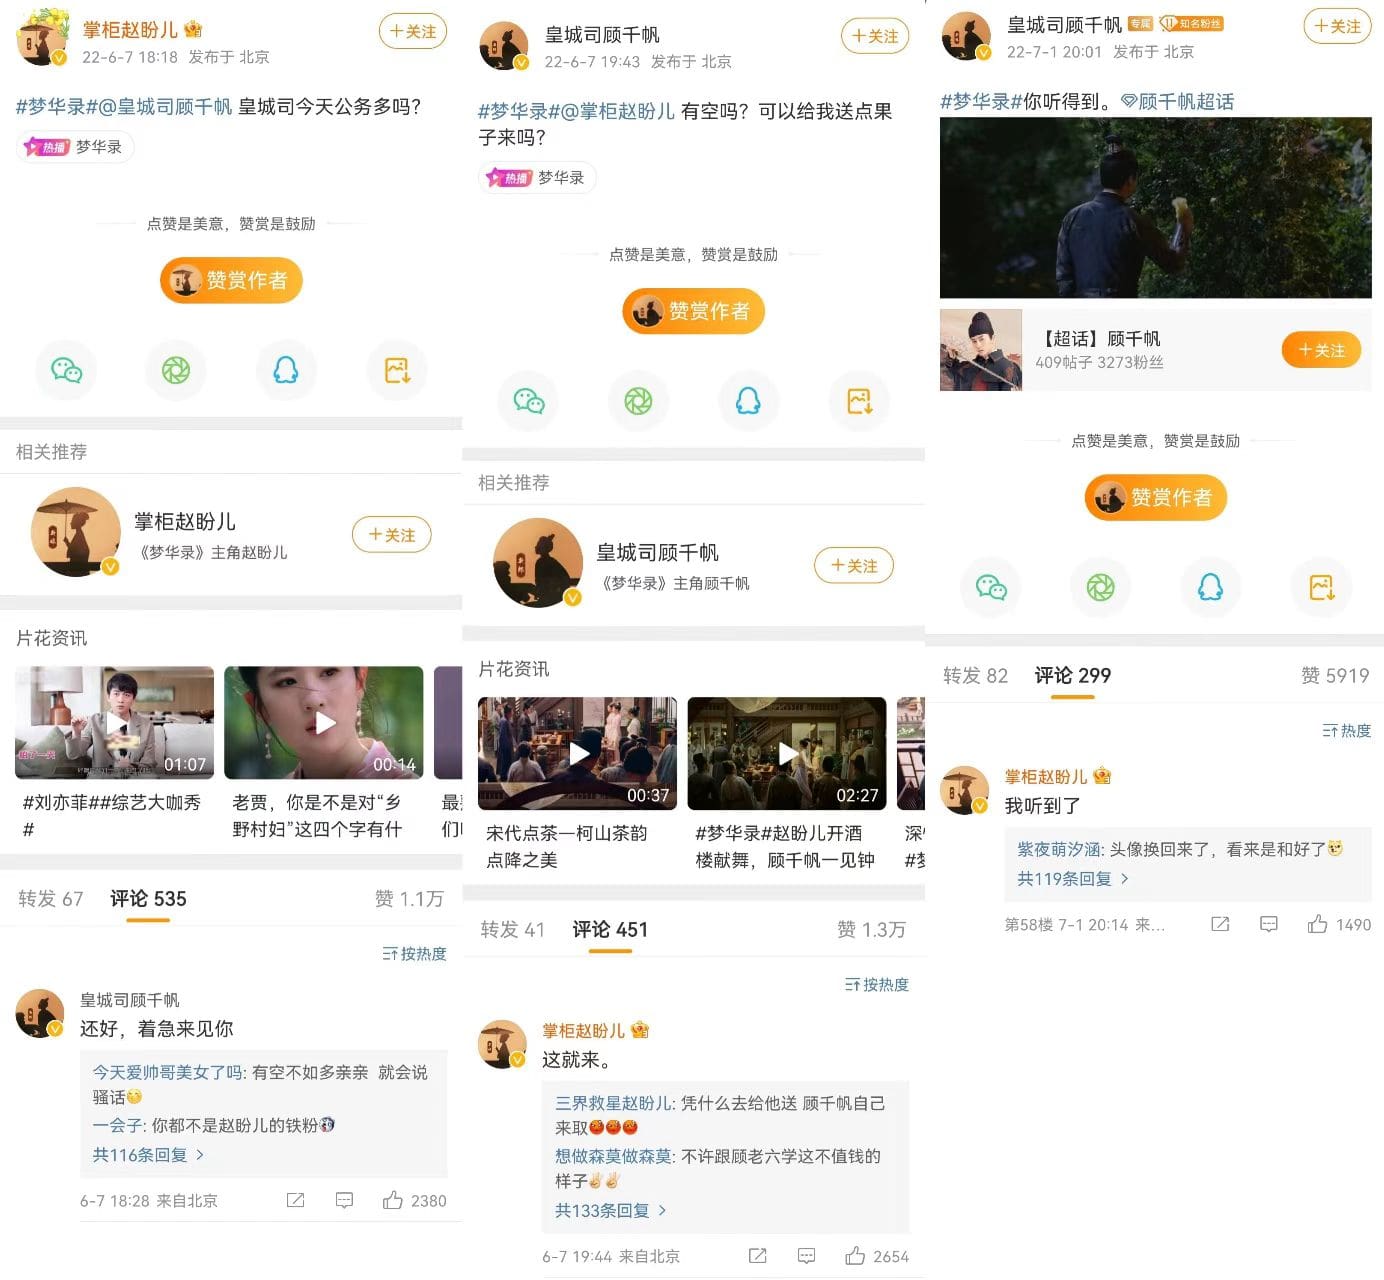 掌柜赵盼儿
22-6-7 18:18 发布于 北京
+关注
#梦华录#@皇城司顾千帆 皇城司今天公务多吗？
热播 梦华录
点赞是美意，赞赏是鼓励
赞赏作者
相关推荐
掌柜赵盼儿
《梦华录》主角赵盼儿
+关注
片花资讯
01:07
00:14
#刘亦菲##综艺大咖秀
#
老贾，你是不是对“乡
野村妇”这四个字有什
最
们
转发 67 评论 535 赞 1.1万
按热度
皇城司顾千帆
还好，着急来见你
今天爱帅哥美女了吗: 有空不如多亲亲 就会说
骚话
一会子: 你都不是赵盼儿的铁粉
共116条回复 >
6-7 18:28 来自北京 2380
皇城司顾千帆
22-6-7 19:43 发布于 北京
+关注
#梦华录#@掌柜赵盼儿 有空吗？可以给我送点果
子来吗？
热播 梦华录
点赞是美意，赞赏是鼓励
赞赏作者
相关推荐
皇城司顾千帆
《梦华录》主角顾千帆
+关注
片花资讯
00:37
02:27
宋代点茶—柯山茶韵
点降之美
#梦华录#赵盼儿开酒
楼献舞，顾千帆一见钟
深
#梦
转发 41 评论 451 赞 1.3万
按热度
掌柜赵盼儿
这就来。
三界救星赵盼儿: 凭什么去给他送 顾千帆自己
来取
想做森莫做森莫: 不许跟顾老六学这不值钱的
样子
共133条回复 >
6-7 19:44 来自北京 2654
皇城司顾千帆 专属 知名粉丝
22-7-1 20:01 发布于 北京
+关注
#梦华录#你听得到。顾千帆超话
【超话】顾千帆
409帖子 3273粉丝
+关注
点赞是美意，赞赏是鼓励
赞赏作者
转发 82 评论 299 赞 5919
热度
掌柜赵盼儿
我听到了
紫夜萌汐涵: 头像换回来了，看来是和好了
共119条回复 >
第58楼 7-1 20:14 来... 1490